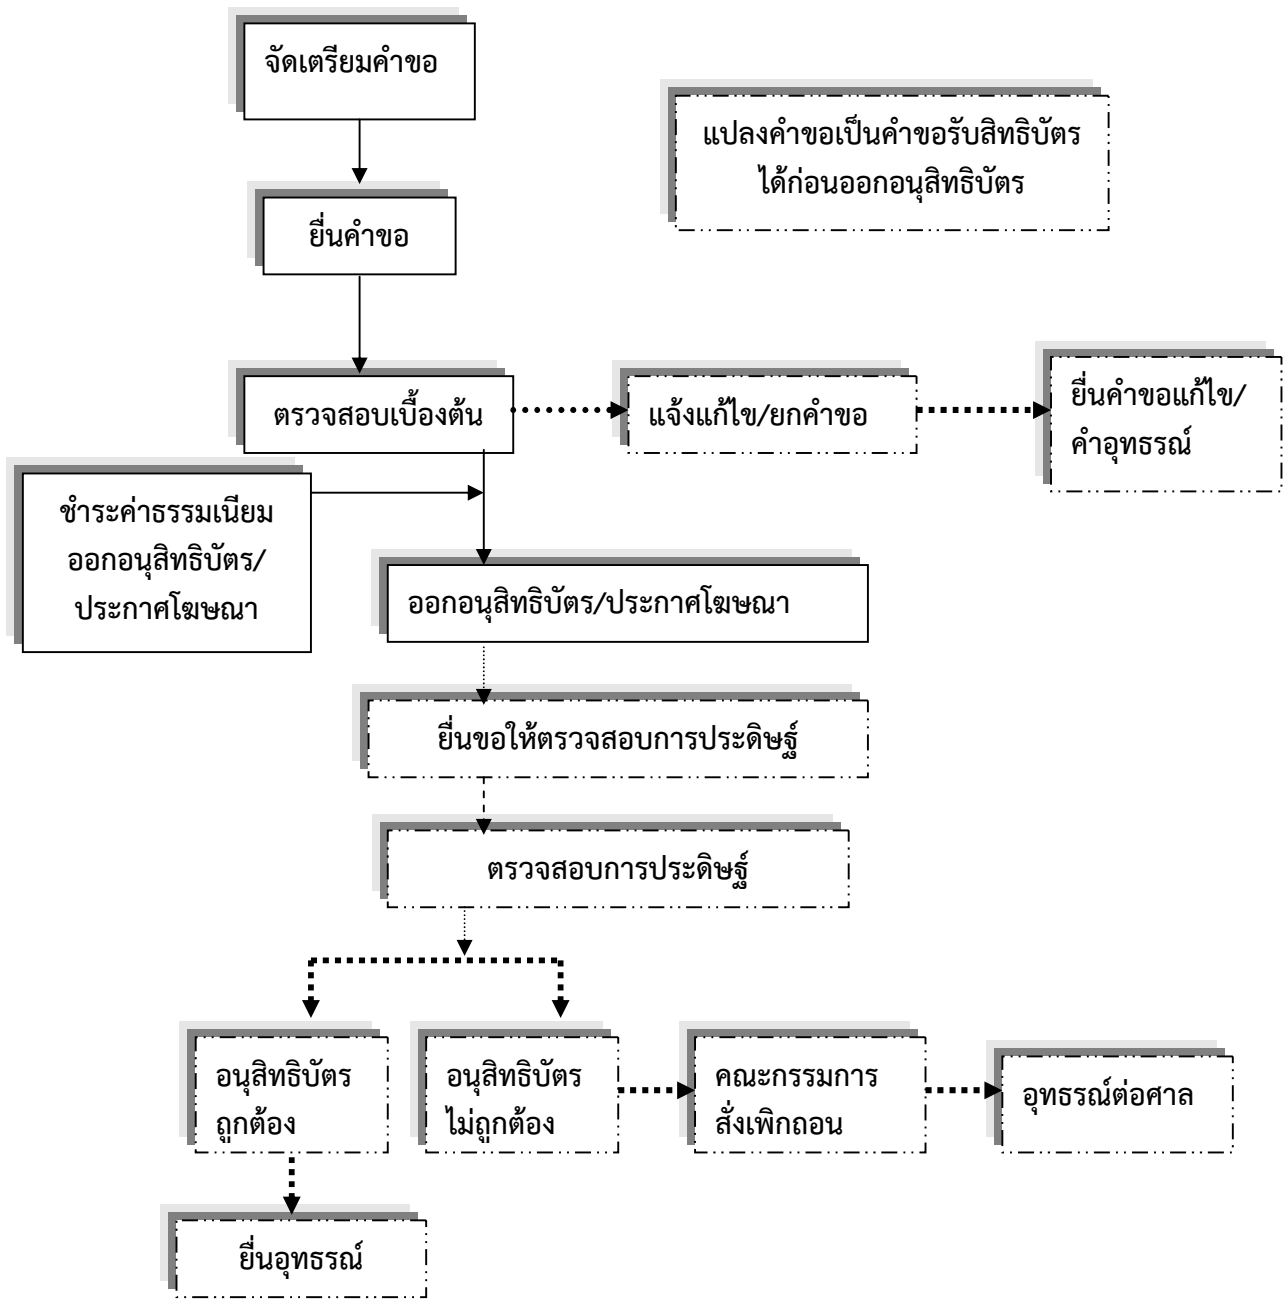 จัดเตรียมคำขอ
แปลงคำขอเป็นคำขอรับสิทธิบัตร
ได้ก่อนออกอนุสิทธิบัตร
ยื่นคำขอ
ตรวจสอบเบื้องต้น
แจ้งแก้ไข/ยกคำขอ
ยื่นคำขอแก้ไข/
คำอุทธรณ์
ชำระค่าธรรมเนียม
ออกอนุสิทธิบัตร/
ประกาศโฆษณา
ออกอนุสิทธิบัตร/ประกาศโฆษณา
ยื่นขอให้ตรวจสอบการประดิษฐ์
ตรวจสอบการประดิษฐ์
อนุสิทธิบัตร
ถูกต้อง
อนุสิทธิบัตร
ไม่ถูกต้อง
คณะกรรมการ
สั่งเพิกถอน
อุทธรณ์ต่อศาล
ยื่นอุทธรณ์